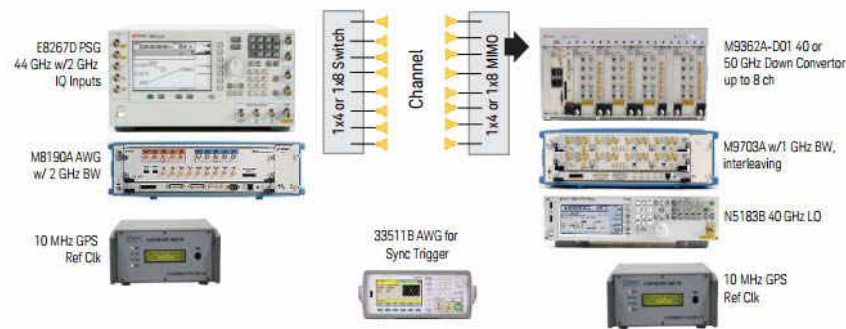 E8267D PSG
44 GHz w/2 GHz
IQ Inputs
M8190A AWG
w/ 2 GHz BW
10 MHz GPS
Ref Clk
1x4 or 1x8 Switch
Channel
1x4 or 1x8 MIMO
33511B AWG for
Sync Trigger
M9362A-D01 40 or
50 GHz Down Convertor
up to 8 ch
M9703A w/1 GHz BW,
interleaving
N5183B 40 GHz LO
10 MHz GPS
Ref Clk